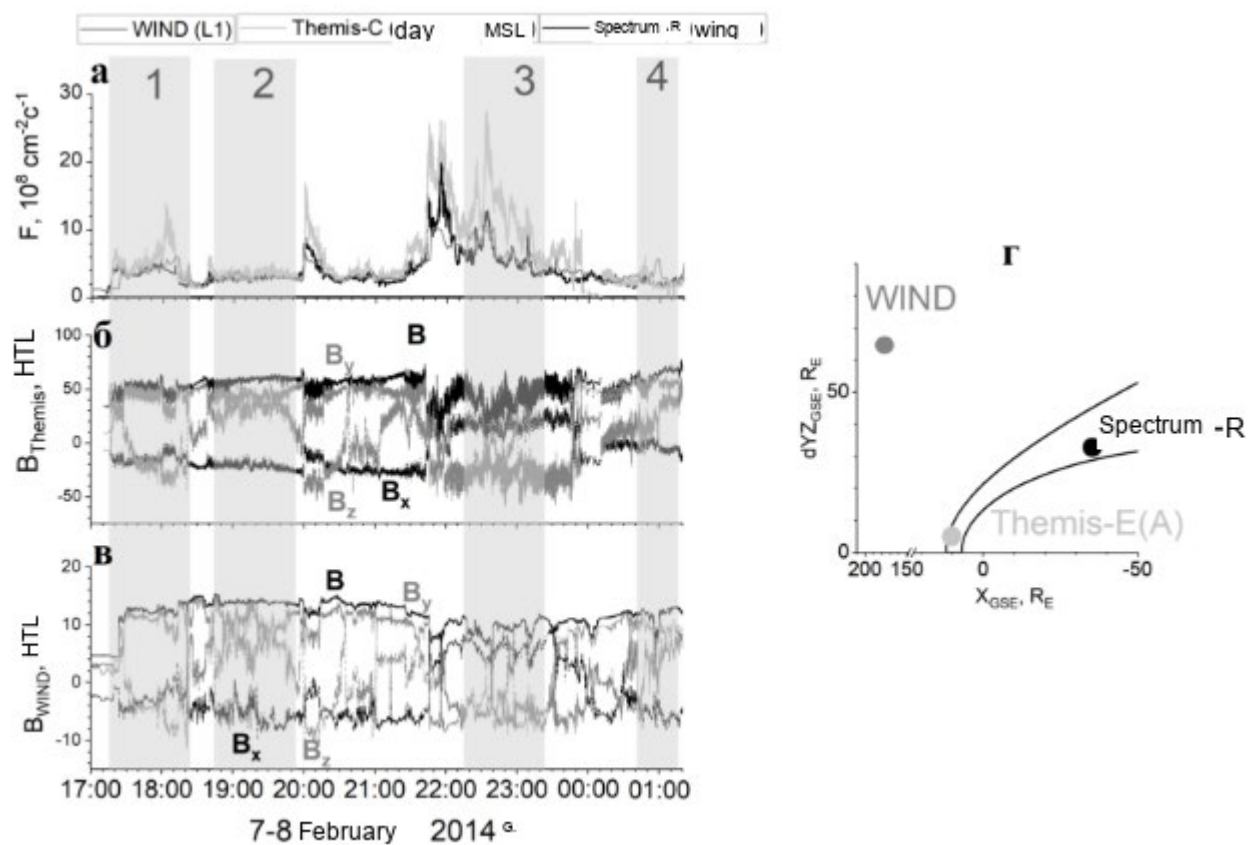 WIND (L1) Themis-C (day MSL) Spectrum -R (wing )
а 1 2 3 4
30
20
10
0
F, 10⁸ cm⁻²c⁻¹
б
100
50
0
-50
B_Themis, HTL
B_y B
B_z B_x
в
20
10
0
-10
B_WIND, HTL
B B_y
B_x B_z
17:00 18:00 19:00 20:00 21:00 22:00 23:00 00:00 01:00
7-8 February 2014 G.
г
WIND
dYZ_GSE, R_E
50
0
Spectrum -R
Themis-E(A)
200 150 0 -50
X_GSE, R_E